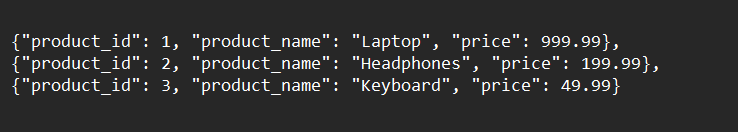 {"product_id": 1, "product_name": "Laptop", "price": 999.99},
{"product_id": 2, "product_name": "Headphones", "price": 199.99},
{"product_id": 3, "product_name": "Keyboard", "price": 49.99}